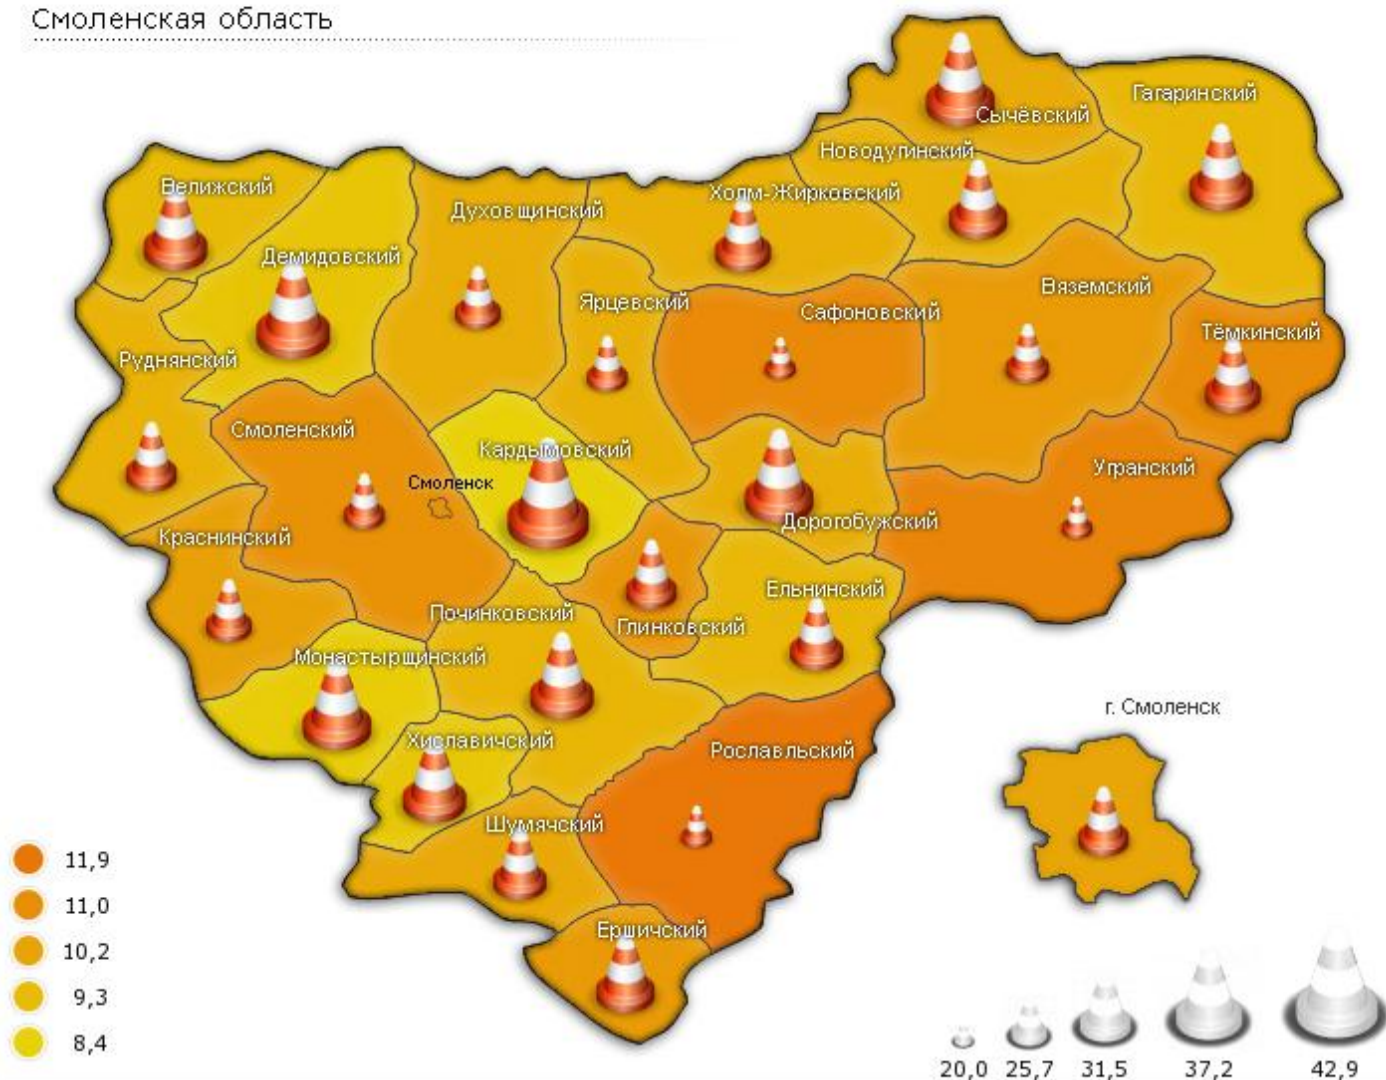 Смоленская область
Гагаринский
Сычёвский
Новодугинский
Велижский
Холм-Жирковский
Духовщинский
Демидовский
Вяземский
Ярцевский
Сафоновский
Тёмкинский
Руднянский
Смоленский
Кардымовский
Угранский
Смоленск
Дорогобужский
Краснинский
Ельнинский
Починковский
Глинковский
Монастырщинский
г. Смоленск
Хиславичский
Рославльский
Шумячский
11,9
11,0
Ершичский
10,2
9,3
8,4
20,0 25,7 31,5 37,2 42,9